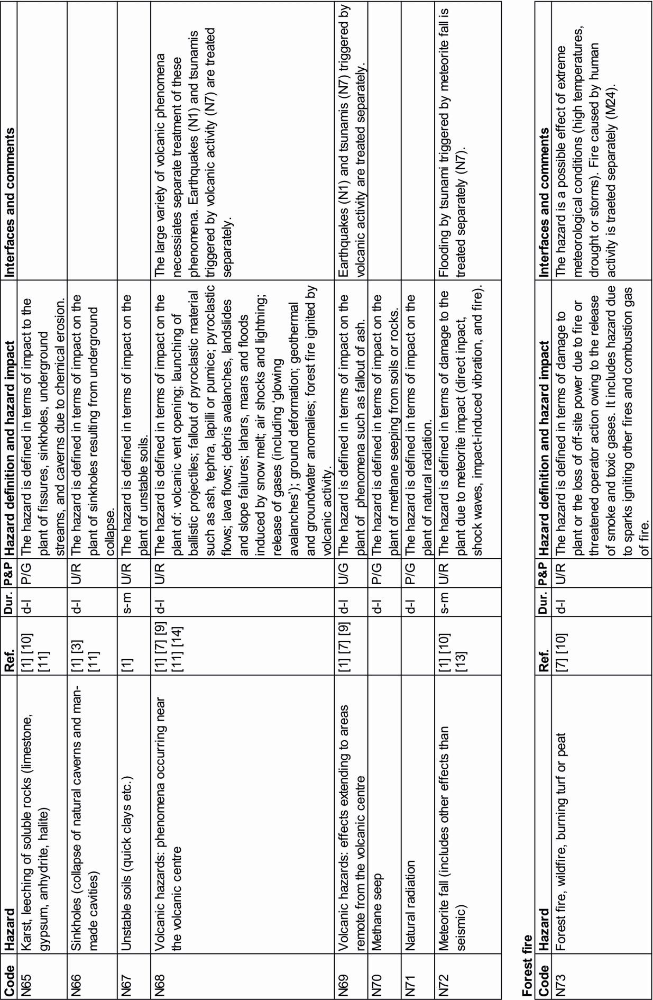 Code Hazard Ref. Dur. P&P Hazard definition and hazard impact Interfaces and comments
N65 Karst, leeching of soluble rocks (limestone, [1] [10] d-l P/G The hazard is defined in terms of impact to the
gypsum, anhydrite, halite) [11] plant of fissures, sinkholes, underground
streams, and caverns due to chemical erosion.
N66 Sinkholes (collapse of natural caverns and man- [1] [3] d-l U/R The hazard is defined in terms of impact on the
made cavities) [11] plant of sinkholes resulting from underground
collapse.
N67 Unstable soils (quick clays etc.) [1] s-m U/R The hazard is defined in terms of impact on the
plant of unstable soils.
N68 Volcanic hazards: phenomena occurring near [1] [7] [9] d-l U/R The hazard is defined in terms of impact on the The large variety of volcanic phenomena
the volcanic centre [11] [14] plant of: volcanic vent opening; launching of necessiates separate treatment of these
ballistic projectiles; fallout of pyroclastic material phenomena. Earthquakes (N1) and tsunamis
such as ash, tephra, lapilli or pumice; pyroclastic triggered by volcanic activity (N7) are treated
flows; lava flows; debris avalanches, landslides separately.
and slope failures; lahars, maars and floods
induced by snow melt; air shocks and lightning;
release of gases (including ‘glowing
avalanches’); ground deformation; geothermal
and groundwater anomalies; forest fire ignited by
volcanic activity.
N69 Volcanic hazards: effects extending to areas [1] [7] [9] d-l U/G The hazard is defined in terms of impact on the Earthquakes (N1) and tsunamis (N7) triggered by
remote from the volcanic centre plant of phenomena such as fallout of ash. volcanic activity are treated separately.
N70 Methane seep d-l P/G The hazard is defined in terms of impact on the
plant of methane seeping from soils or rocks.
N71 Natural radiation d-l P/G The hazard is defined in terms of impact on the
plant of natural radiation.
N72 Meteorite fall (includes other effects than [1] [10] s-m U/R The hazard is defined in terms of damage to the Flooding by tsunami triggered by meteorite fall is
seismic) [13] plant due to meteorite impact (direct inpact, treated separately (N7).
shock waves, impact-induced vibration, and fire).
Forest fire
Code Hazard Ref. Dur. P&P Hazard definition and hazard impact Interfaces and comments
N73 Forest fire, wildfire, burning turf or peat [7] [10] d-l U/R The hazard is defined in terms of damage to The hazard is a possible effect of extreme
plant or the loss of off-site power due to fire or meteorological conditions (high temperatures,
threatened operator action owing to the release drought or storms). Fire caused by human
of smoke and toxic gases. It includes hazard due activity is traeted separately (M24).
to sparks igniting other fires and combustion gas
of fire.